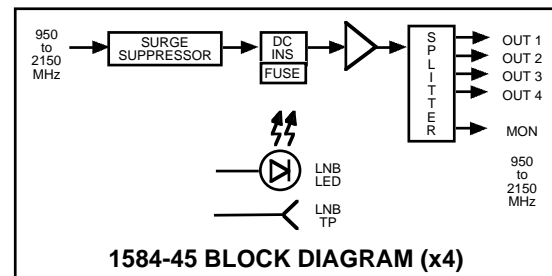 950
to
2150
MHz
SURGE
SUPPRESSOR
DC
INS
FUSE
S
P
L
I
T
T
E
R
OUT 1
OUT 2
OUT 3
OUT 4
MON
950
to
2150
MHz
LNB
LED
LNB
TP
1584-45 BLOCK DIAGRAM (x4)